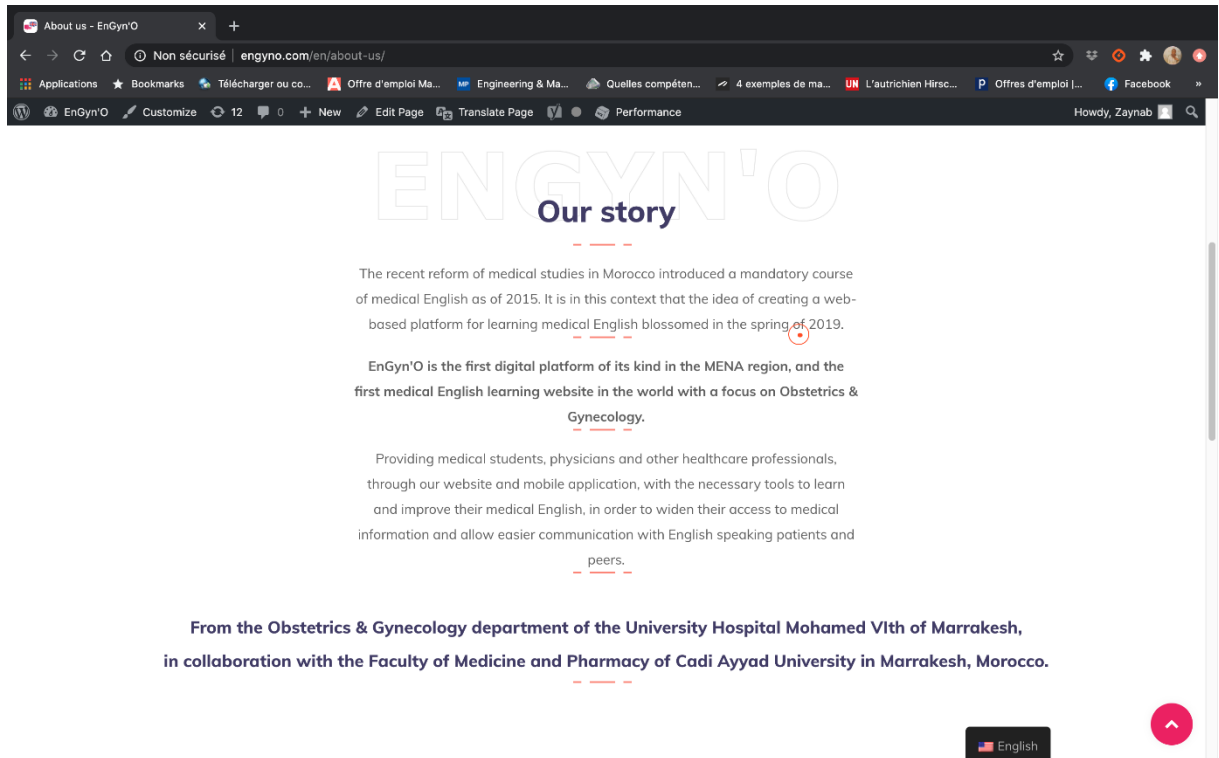 About us - EnGyn'O
Non sécurisé | engyno.com/en/about-us/
Applications Bookmarks Télécharger ou co... Offre d'emploi Ma... MP Engineering & Ma... Quelles compéten... 4 exemples de ma... UN L'autrichien Hirsc... P Offres d'emploi |... Facebook »
EnGyn'O Customize 12 0 + New Edit Page Translate Page Performance Howdy, Zaynab
ENGYN'O
Our story
The recent reform of medical studies in Morocco introduced a mandatory course
of medical English as of 2015. It is in this context that the idea of creating a web-
based platform for learning medical English blossomed in the spring of 2019.
EnGyn'O is the first digital platform of its kind in the MENA region, and the
first medical English learning website in the world with a focus on Obstetrics &
Gynecology.
Providing medical students, physicians and other healthcare professionals,
through our website and mobile application, with the necessary tools to learn
and improve their medical English, in order to widen their access to medical
information and allow easier communication with English speaking patients and
peers.
From the Obstetrics & Gynecology department of the University Hospital Mohamed VIth of Marrakesh,
in collaboration with the Faculty of Medicine and Pharmacy of Cadi Ayyad University in Marrakesh, Morocco.
English